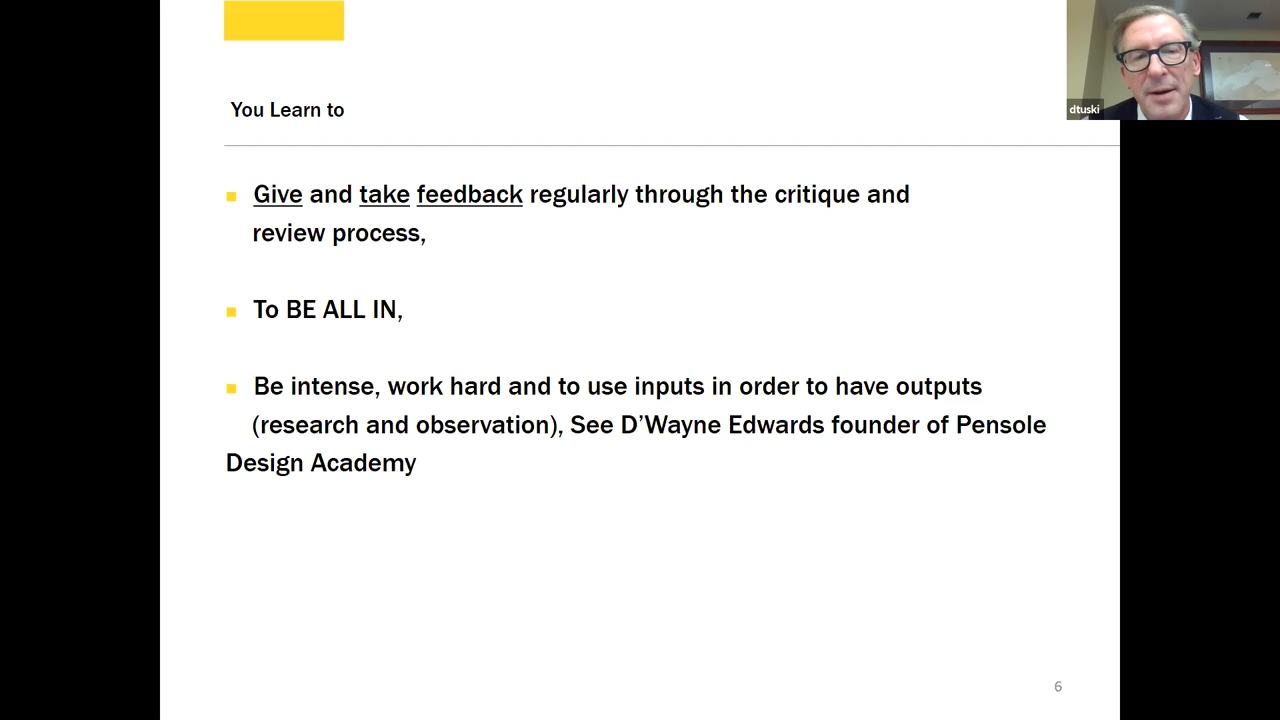 dtuski
You Learn to
Give and take feedback regularly through the critique and
review process,
To BE ALL IN,
Be intense, work hard and to use inputs in order to have outputs
(research and observation), See D’Wayne Edwards founder of Pensole
Design Academy
6